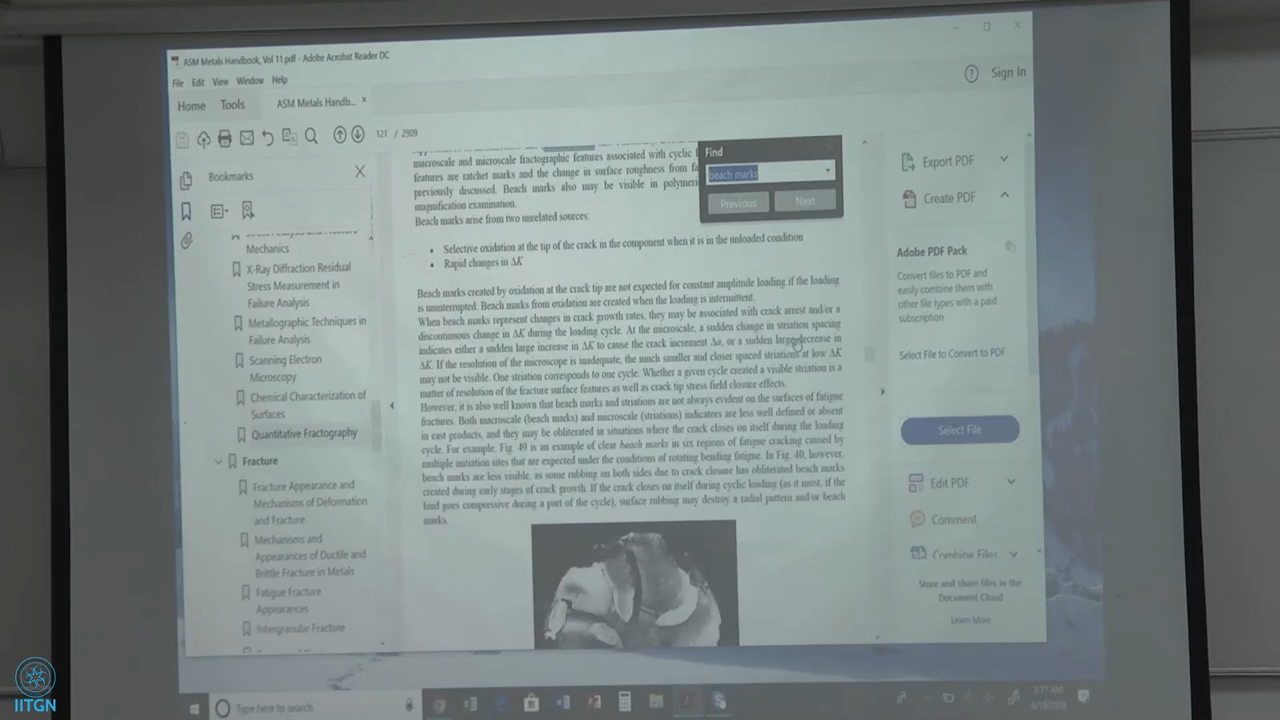 ASM Metals Handbook, Vol 11.pdf - Adobe Acrobat Reader DC
File Edit View Window Help
Home Tools ASM Metals Handb... ×
Sign In
121 / 2909
Bookmarks
Mechanics
X-Ray Diffraction Residual
Stress Measurement in
Failure Analysis
Metallographic Techniques in
Failure Analysis
Scanning Electron
Microscopy
Chemical Characterization of
Surfaces
Quantitative Fractography
Fracture
Fracture Appearance and
Mechanisms of Deformation
and Fracture
Mechanisms and
Appearances of Ductile and
Brittle Fracture in Metals
Fatigue Fracture
Appearances
Intergranular Fracture
macroscale and microscale fractographic features associated with cyclic
features are ratchet marks and the change in surface roughness from
previously discussed. Beach marks also may be visible in
magnification examination.
Beach marks arise from two unrelated sources:
• Selective oxidation at the tip of the crack in the component when it is in the unloaded condition
• Rapid changes in ΔK
Beach marks created by oxidation at the crack tip are not expected for constant amplitude loading if the loading
is uninterrupted. Beach marks from oxidation are created when the loading is intermittent.
When beach marks represent changes in crack growth rates, they may be associated with crack arrest and/or a
discontinuous change in ΔK during the loading cycle. At the microscale, a sudden change in striation spacing
indicates either a sudden large increase in ΔK to cause the crack increment Δa, or a sudden large decrease in
ΔK. If the resolution of the microscope is inadequate, the much smaller and closer spaced striations at low ΔK
may not be visible. One striation corresponds to one cycle. Whether a given cycle created a visible striation is a
matter of resolution of the fracture surface features as well as crack tip stress field closure effects.
However, it is also well known that beach marks and striations are not always evident on the surfaces of fatigue
fractures. Both macroscale (beach marks) and microscale (striations) indicators are less well defined or absent
in cast products, and they may be obliterated in situations where the crack closes on itself during the loading
cycle. For example, Fig. 49 is an example of clear beach marks in six regions of fatigue cracking caused by
multiple initiation sites that are expected under the conditions of rotating bending fatigue. In Fig. 40, however,
beach marks are less visible, as some rubbing on both sides due to crack closure has obliterated beach marks
created during early stages of crack growth. If the crack closes on itself during cyclic loading (as it must, if the
load goes compressive during a part of the cycle), surface rubbing may destroy a radial pattern and/or beach
marks.
Find
beach marks
Previous Next
Export PDF
Create PDF
Adobe PDF Pack
Convert files to PDF and
easily combine them with
other file types with a paid
subscription
Select File to Convert to PDF
Select File
Edit PDF
Comment
Combine Files
Store and share files in the
Document Cloud
Learn More
Type here to search
IITGN